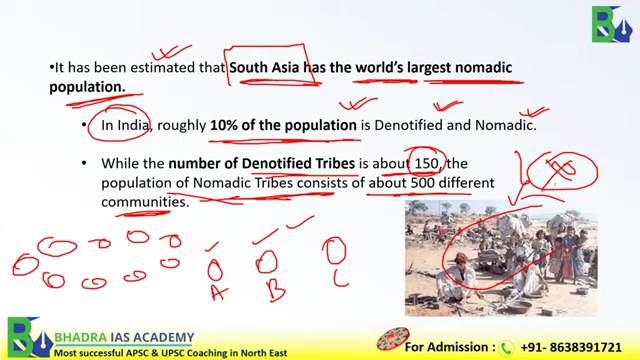 •It has been estimated that South Asia has the world's largest nomadic
population.
• In India, roughly 10% of the population is Denotified and Nomadic.
• While the number of Denotified Tribes is about 150, the
population of Nomadic Tribes consists of about 500 different
communities.
A B C
BHADRA IAS ACADEMY
Most successful APSC & UPSC Coaching in North East
For Admission : +91- 8638391721